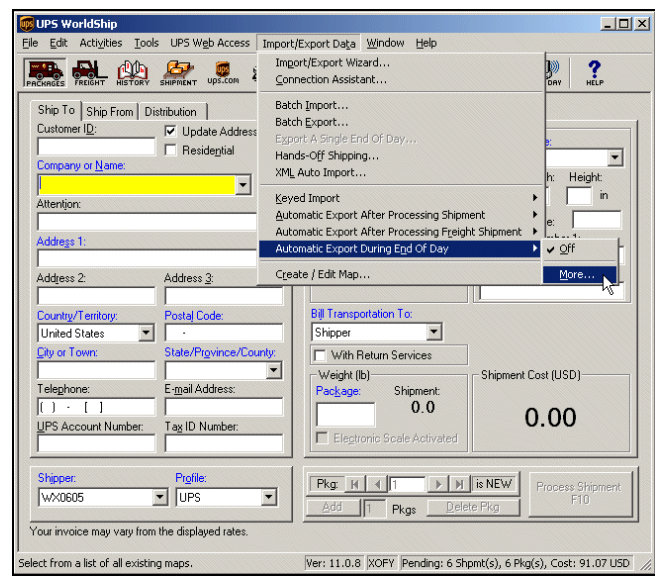 UPS WorldShip
File Edit Activities Tools UPS Web Access Import/Export Data Window Help
PACKAGES FREIGHT HISTORY SHIPMENT ups.com DAY HELP
Import/Export Wizard...
Connection Assistant...
Batch Import...
Batch Export...
Export A Single End Of Day...
Hands-Off Shipping...
XML Auto Import...
Keyed Import
Automatic Export After Processing Shipment
Automatic Export After Processing Freight Shipment
Automatic Export During End Of Day
Create / Edit Map...
Off
More...
Ship To Ship From Distribution
Customer ID: Update Address
Residential
Company or Name:
Attention:
Address 1:
Address 2: Address 3:
Country/Territory: Postal Code:
United States -
City or Town: State/Province/County:
Telephone: E-mail Address:
( ) - [ ]
UPS Account Number: Tax ID Number:
Height:
in
Bill Transportation To:
Shipper
With Return Services
Weight (lb)
Package: Shipment:
0.0
Electronic Scale Activated
Shipment Cost (USD)
0.00
Shipper: Profile:
WX0605 UPS
Pkg: 1 is NEW
Add 1 Pkgs Delete Pkg
Process Shipment
F10
Your invoice may vary from the displayed rates.
Select from a list of all existing maps. Ver: 11.0.8 XOFY Pending: 6 Shpmt(s), 6 Pkg(s), Cost: 91.07 USD